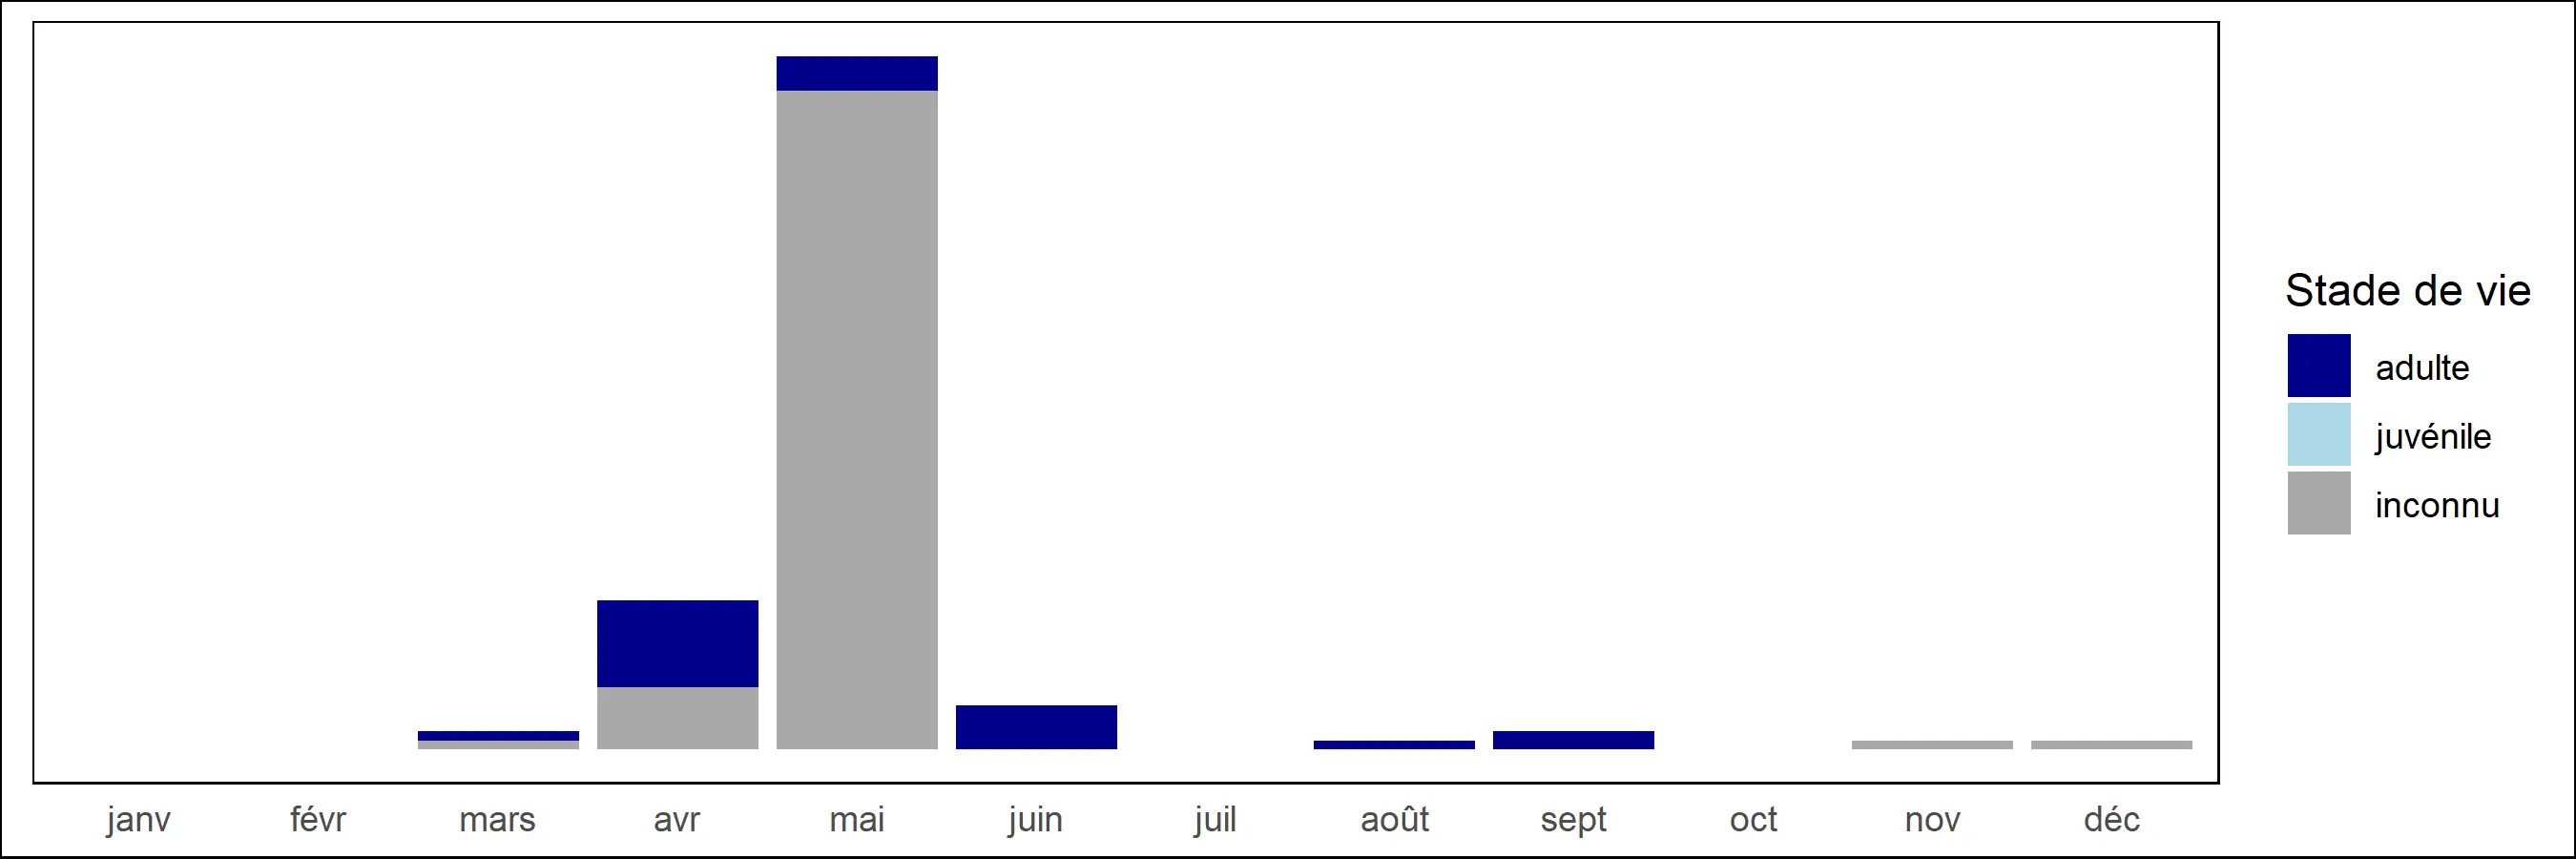 Stade de vie
adulte
juvénile
inconnu
janv févr mars avr mai juin juil août sept oct nov déc